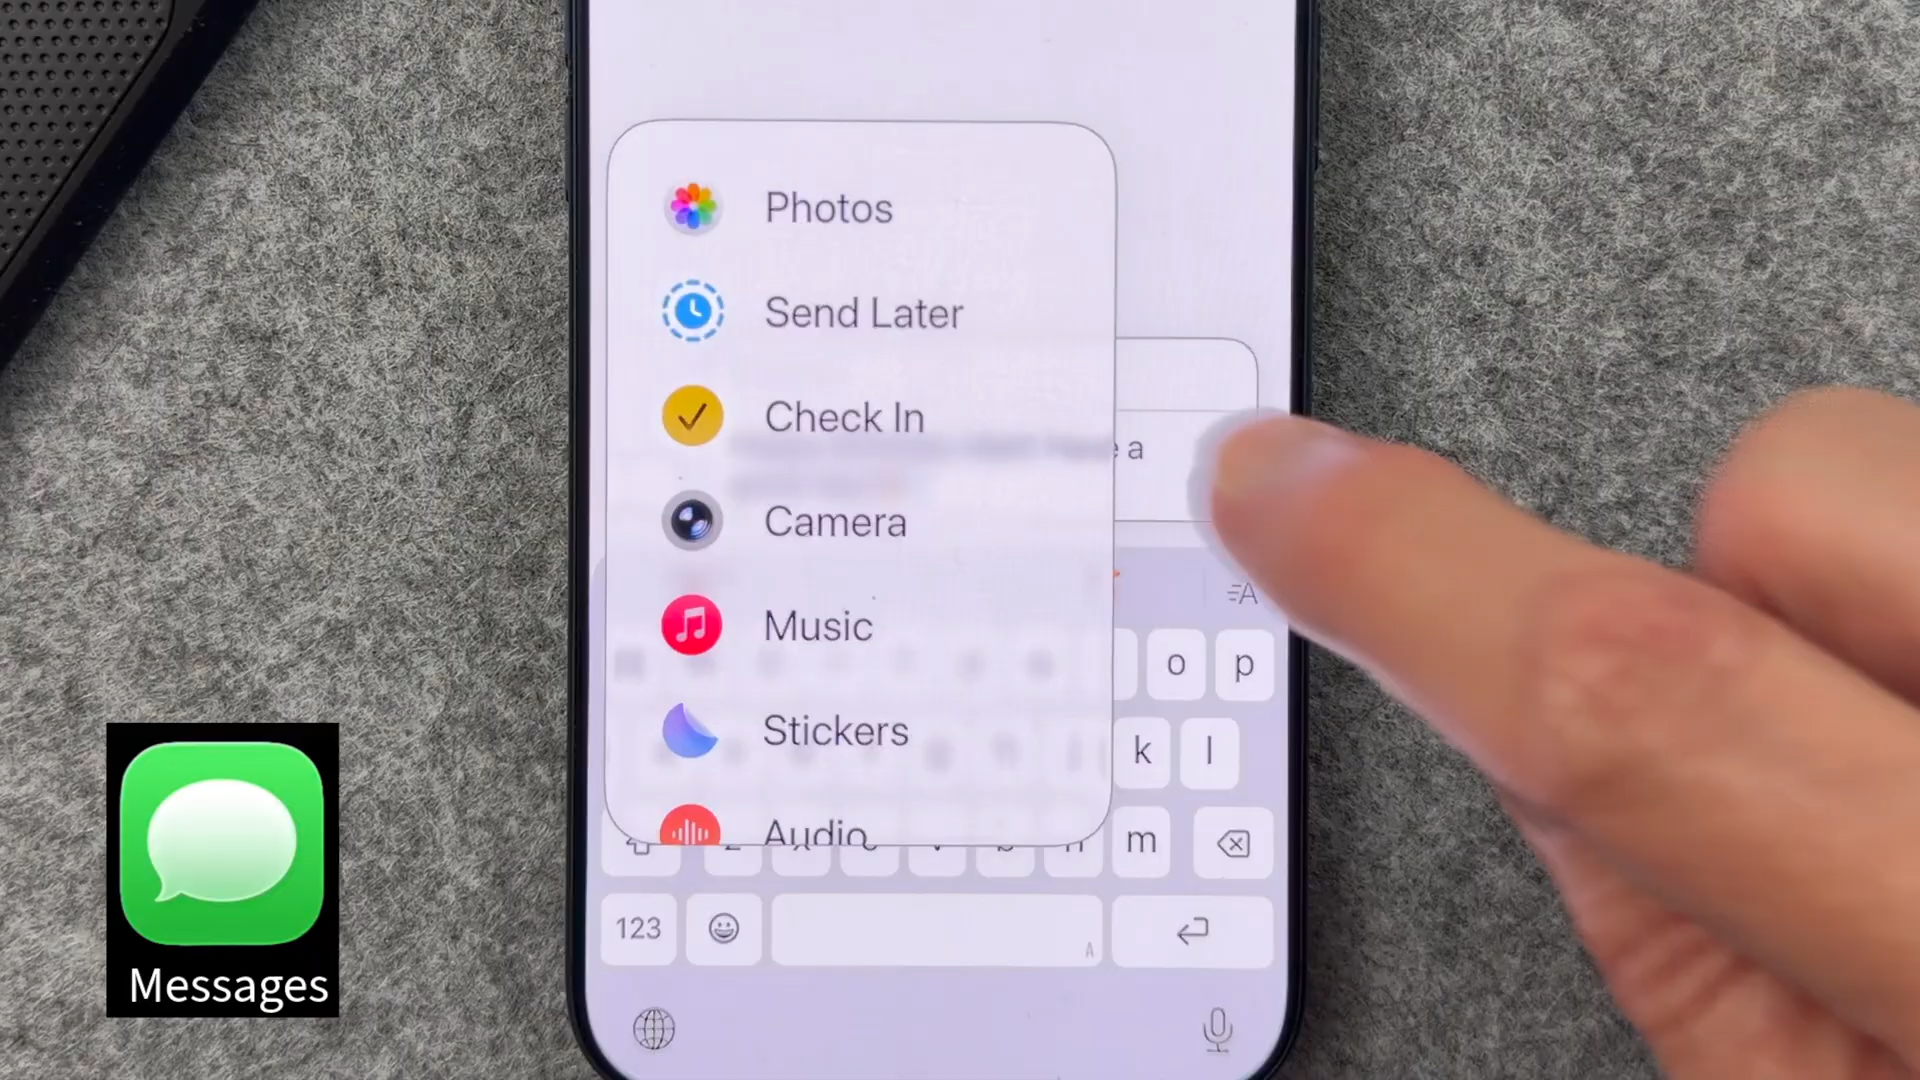 Photos
Send Later
Check In
a
Camera
Music
o p
Stickers
k l
Audio
m
123
Messages